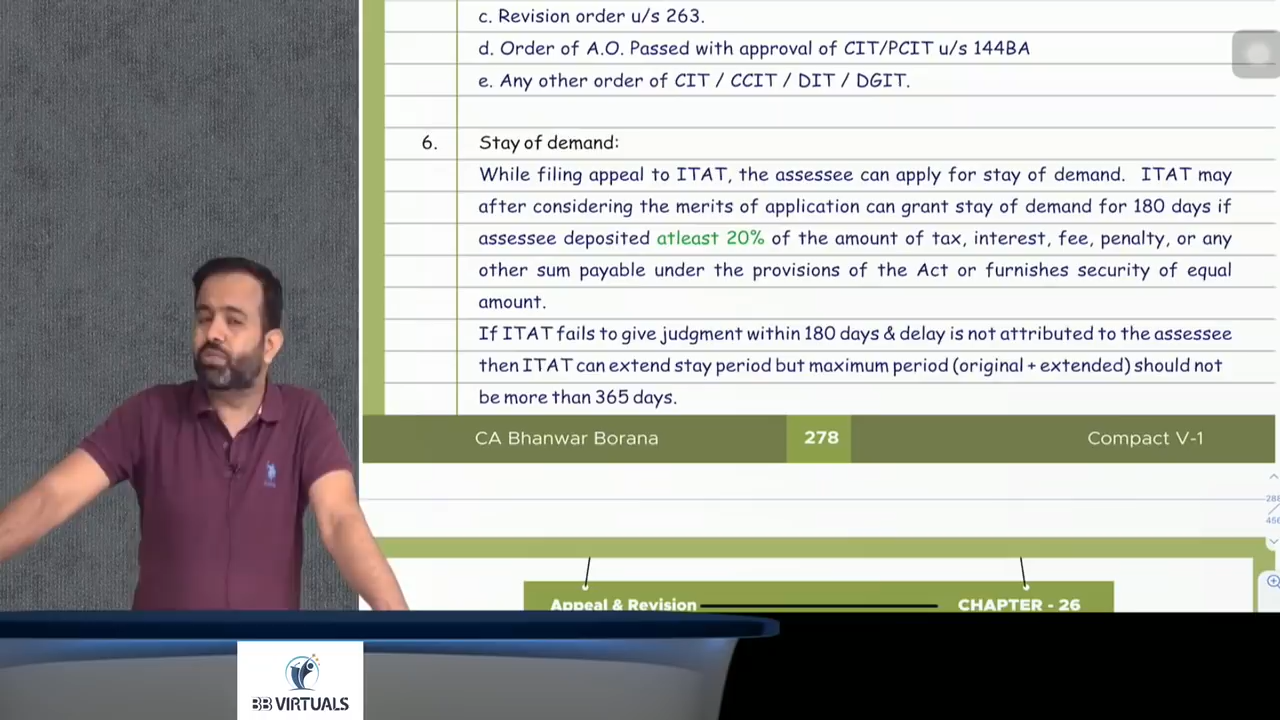 c. Revision order u/s 263.
d. Order of A.O. Passed with approval of CIT/PCIT u/s 144BA
e. Any other order of CIT / CCIT / DIT / DGIT.
6. Stay of demand:
While filing appeal to ITAT, the assessee can apply for stay of demand. ITAT may
after considering the merits of application can grant stay of demand for 180 days if
assessee deposited atleast 20% of the amount of tax, interest, fee, penalty, or any
other sum payable under the provisions of the Act or furnishes security of equal
amount.
If ITAT fails to give judgment within 180 days & delay is not attributed to the assessee
then ITAT can extend stay period but maximum period (original + extended) should not
be more than 365 days.
CA Bhanwar Borana 278 Compact V-1
288
456
Appeal & Revision CHAPTER - 26
BB VIRTUALS